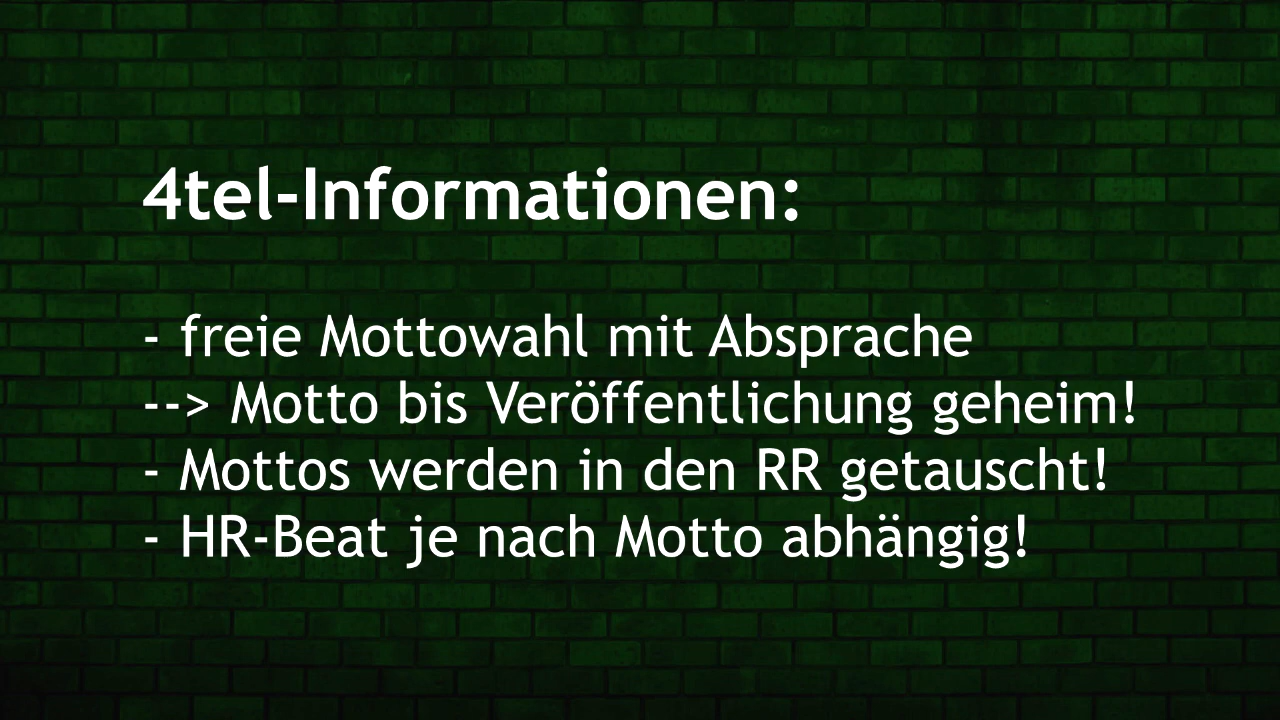 4tel-Informationen:
- freie Mottowahl mit Absprache
--> Motto bis Veröffentlichung geheim!
- Mottos werden in den RR getauscht!
- HR-Beat je nach Motto abhängig!